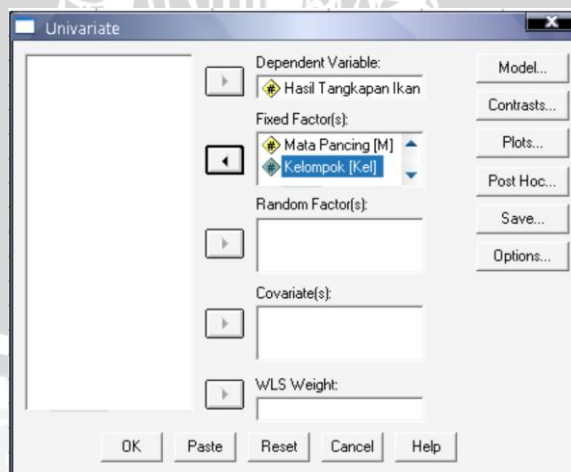 Univariate
Dependent Variable:
Hasil Tangkapan Ikan
Fixed Factor(s):
Mata Pancing [M]
Kelompok [Kel]
Random Factor(s):
Covariate(s):
WLS Weight:
Model...
Contrasts...
Plots...
Post Hoc...
Save...
Options...
OK
Paste
Reset
Cancel
Help